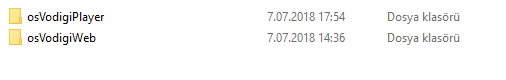 osVodigiPlayer 7.07.2018 17:54 Dosya klasörü
osVodigiWeb 7.07.2018 14:36 Dosya klasörü